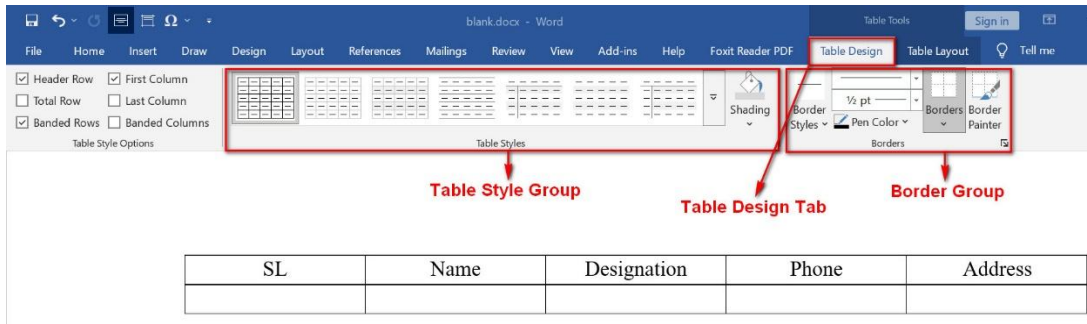 blank.docx - Word
Table Tools
Sign in
File Home Insert Draw Design Layout References Mailings Review View Add-ins Help Foxit Reader PDF Table Design Table Layout Tell me
Header Row First Column
Total Row Last Column
Banded Rows Banded Columns
Table Style Options
Shading
Table Styles
Border Styles
½ pt
Pen Color
Borders
Border Painter
Borders
Table Style Group
Table Design Tab
Border Group
SL Name Designation Phone Address